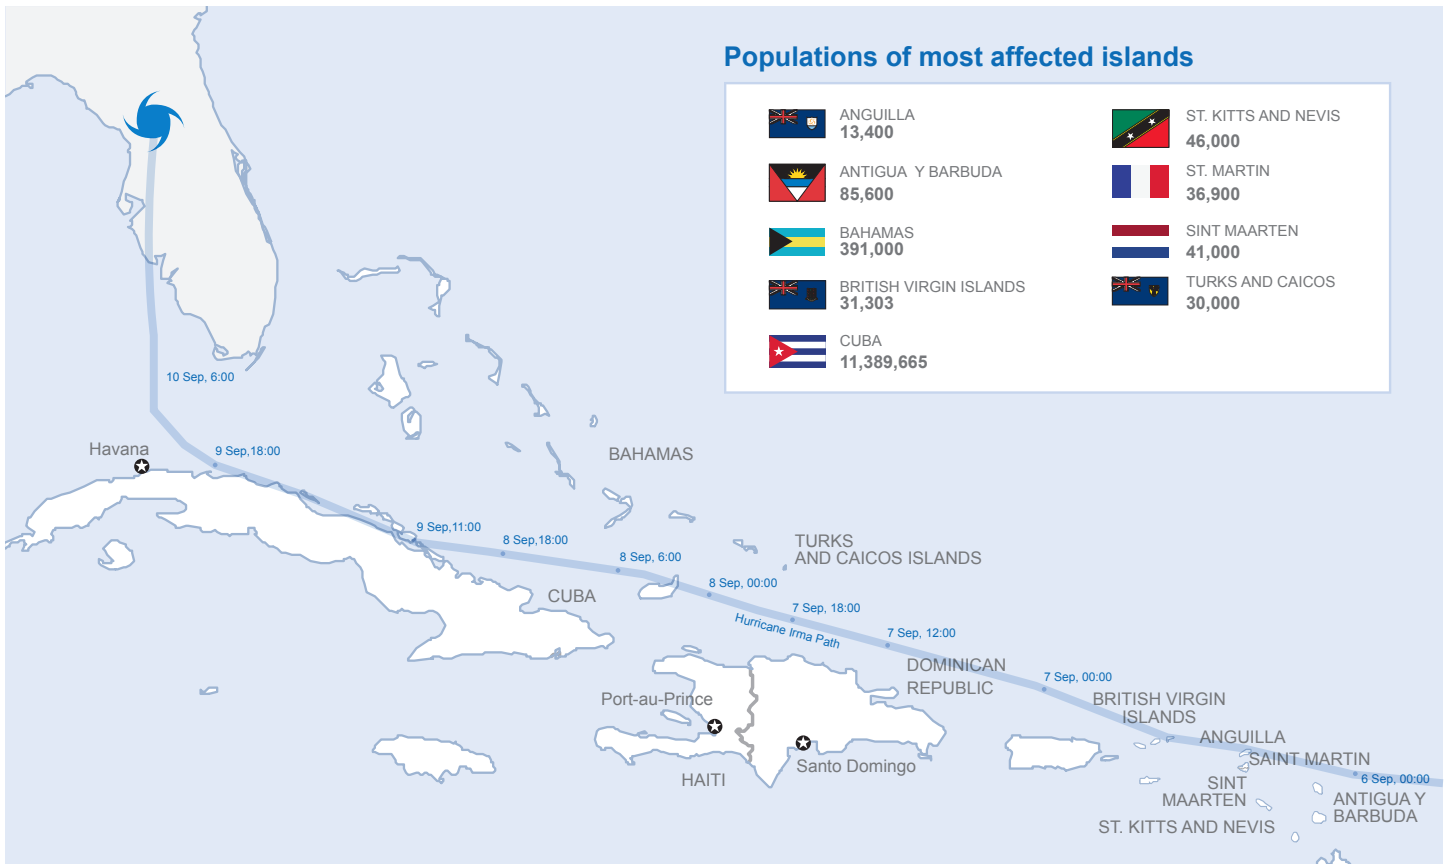 Populations of most affected islands
ANGUILLA
13,400
ANTIGUA Y BARBUDA
85,600
BAHAMAS
391,000
BRITISH VIRGIN ISLANDS
31,303
CUBA
11,389,665
ST. KITTS AND NEVIS
46,000
ST. MARTIN
36,900
SINT MAARTEN
41,000
TURKS AND CAICOS
30,000
10 Sep, 6:00
Havana
9 Sep,18:00
BAHAMAS
9 Sep,11:00
8 Sep,18:00
8 Sep, 6:00
TURKS
AND CAICOS ISLANDS
8 Sep, 00:00
CUBA
7 Sep, 18:00
Hurricane Irma Path
7 Sep, 12:00
DOMINICAN
REPUBLIC
7 Sep, 00:00
Port-au-Prince
BRITISH VIRGIN
ISLANDS
ANGUILLA
SAINT MARTIN
Santo Domingo
HAITI
6 Sep, 00:00
SINT
MAARTEN
ANTIGUA Y
BARBUDA
ST. KITTS AND NEVIS